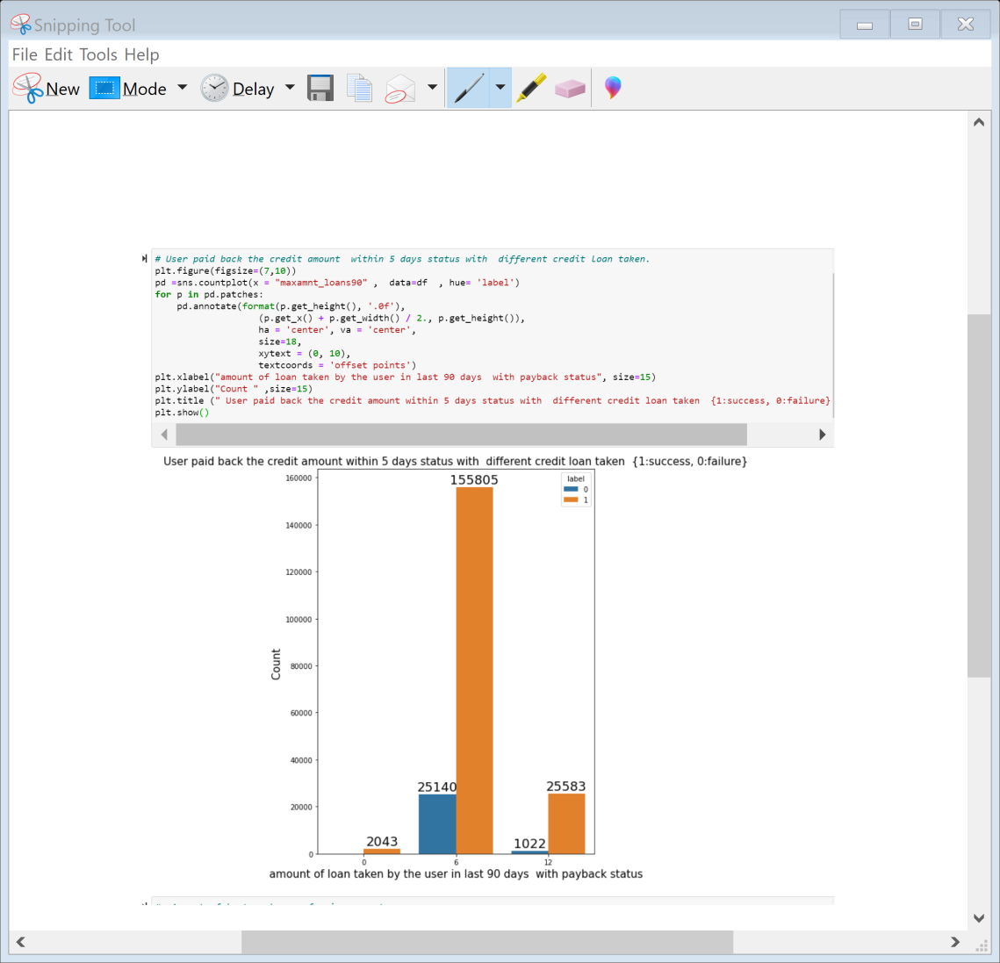 Snipping Tool
File Edit Tools Help
New Mode Delay
# User paid back the credit amount  within 5 days status with  different credit loan taken.
plt.figure(figsize=(7,10))
pd =sns.countplot(x = "maxamnt_loans90" ,  data=df  , hue= 'label')
for p in pd.patches:
    pd.annotate(format(p.get_height(), '.0f'),
                   (p.get_x() + p.get_width() / 2., p.get_height()),
                   ha = 'center', va = 'center',
                   size=18,
                   xytext = (0, 10),
                   textcoords = 'offset points')
plt.xlabel("amount of loan taken by the user in last 90 days  with payback status", size=15)
plt.ylabel("Count " ,size=15)
plt.title (" User paid back the credit amount within 5 days status with  different credit loan taken  {1:success, 0:failure}
plt.show()
User paid back the credit amount within 5 days status with  different credit loan taken  {1:success, 0:failure}
160000
140000
120000
100000
80000
60000
40000
20000
0
Count
155805
label
0
1
25140
25583
2043
1022
0 6 12
amount of loan taken by the user in last 90 days  with payback status